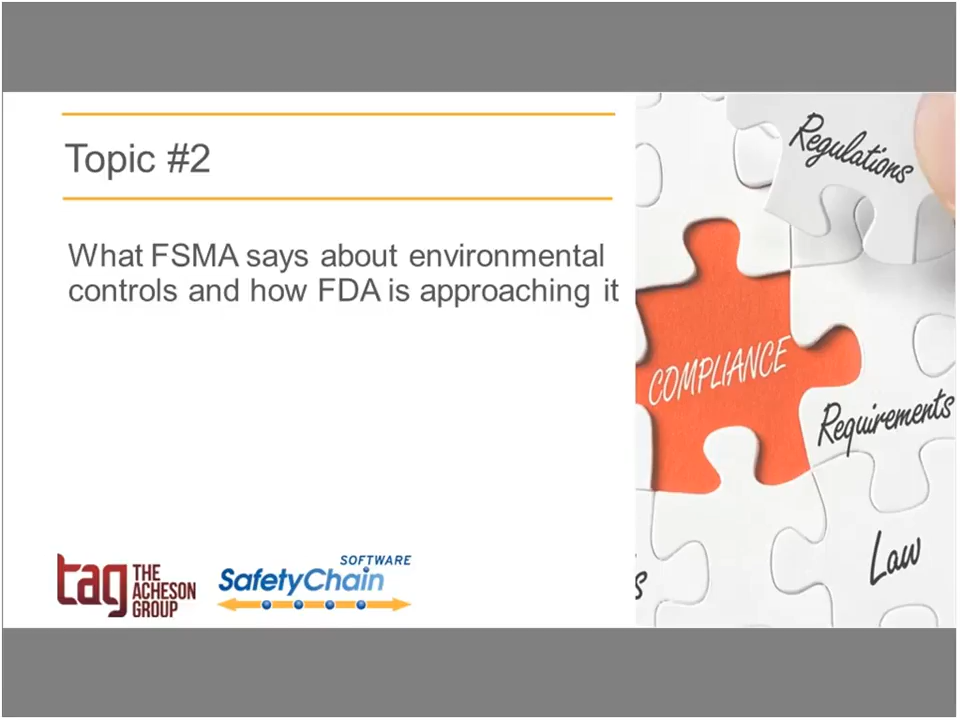 Topic #2
What FSMA says about environmental
controls and how FDA is approaching it
Regulations
COMPLIANCE
Requirements
Law
s
tag THE
ACHESON
GROUP
SOFTWARE
SafetyChain